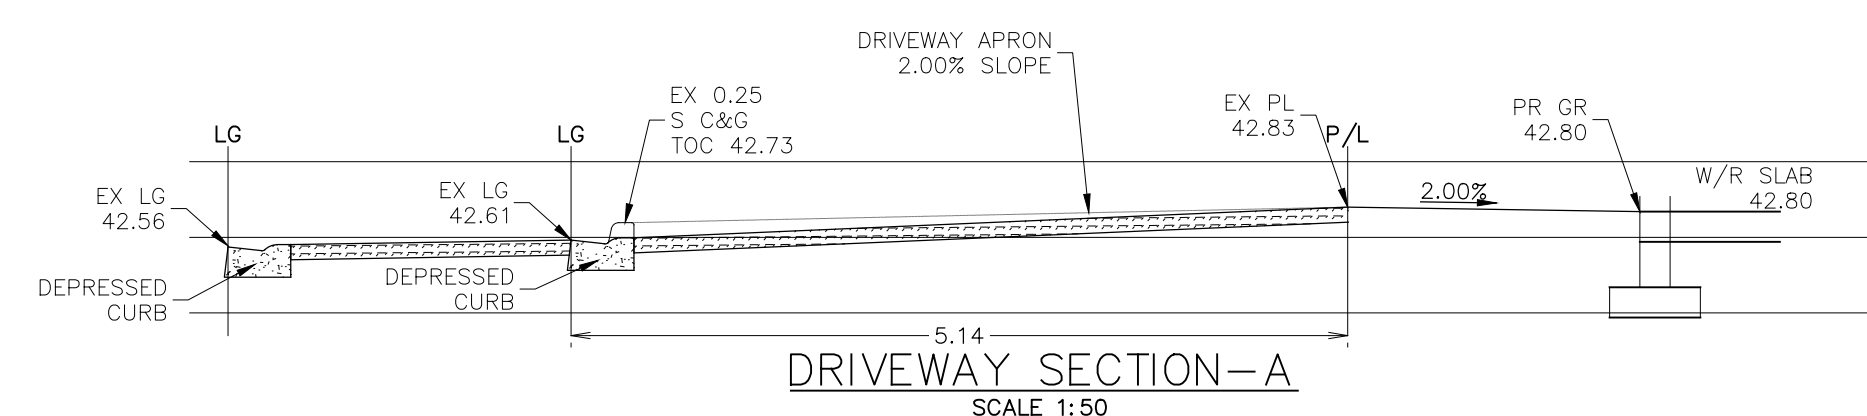 DRIVEWAY APRON
2.00% SLOPE
EX 0.25
S C&G
TOC 42.73
EX PL
42.83
PR GR
42.80
LG
LG
P/L
W/R SLAB
42.80
EX LG
42.56
EX LG
42.61
2.00%
DEPRESSED
CURB
DEPRESSED
CURB
5.14
DRIVEWAY SECTION-A
SCALE 1:50